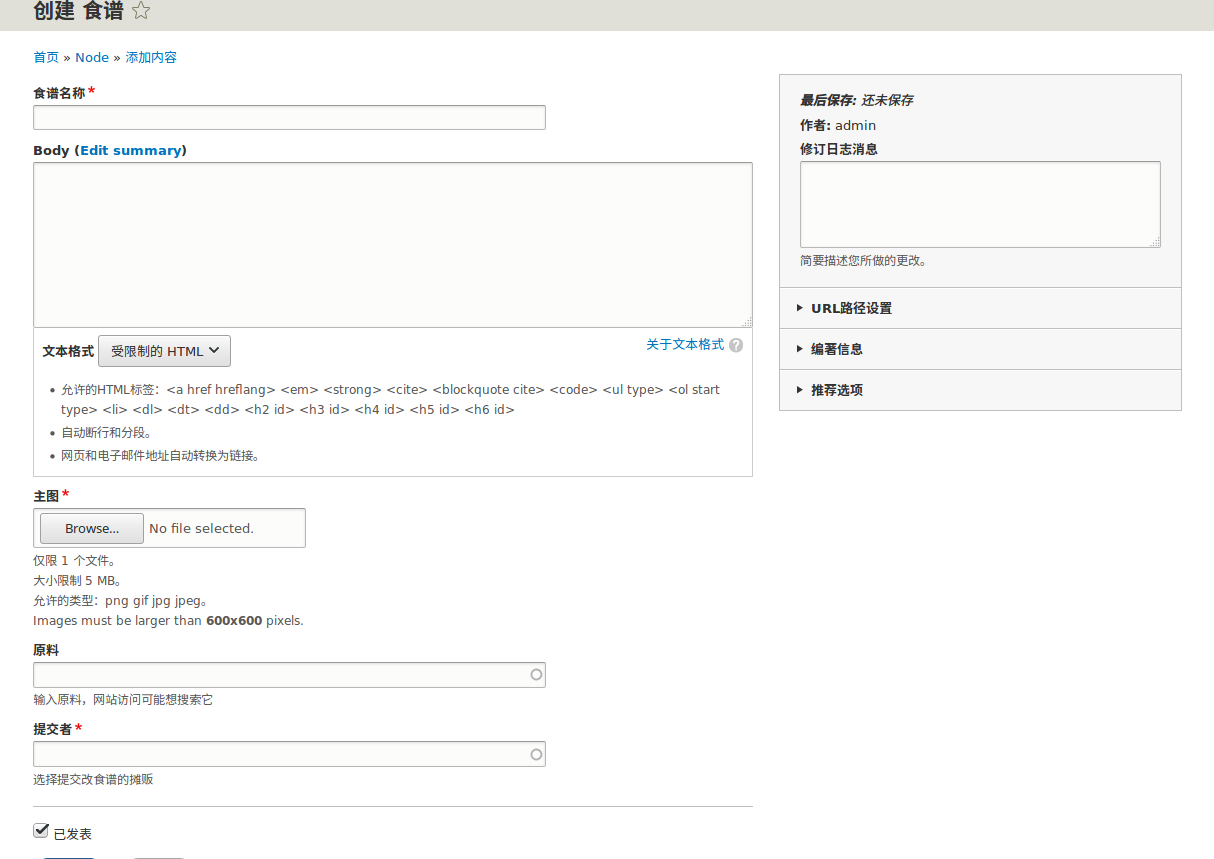 创建 食谱
首页 » Node » 添加内容
食谱名称*
Body (Edit summary)
文本格式 受限制的 HTML 关于文本格式 ?
• 允许的HTML标签：<a href hreflang> <em> <strong> <cite> <blockquote cite> <code> <ul type> <ol start
type> <li> <dl> <dt> <dd> <h2 id> <h3 id> <h4 id> <h5 id> <h6 id>
• 自动断行和分段。
• 网页和电子邮件地址自动转换为链接。
主图*
Browse... No file selected.
仅限 1 个文件。
大小限制 5 MB。
允许的类型：png gif jpg jpeg。
Images must be larger than 600x600 pixels.
原料
输入原料，网站访问可能想搜索它
提交者*
选择提交改食谱的摊贩
已发表
最后保存: 还未保存
作者: admin
修订日志消息
简要描述您所做的更改。
URL路径设置
编著信息
推荐选项